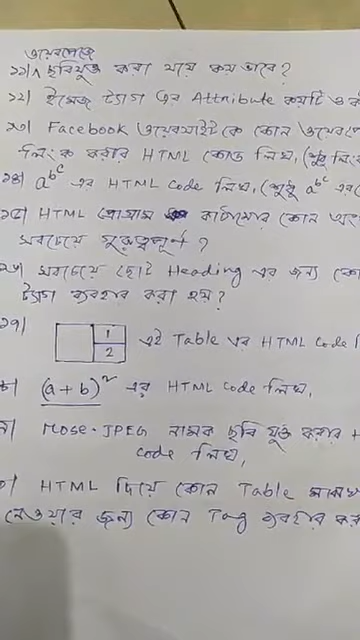 ওয়েবপেজে
১১। ছবিযুক্ত করা যায় কয়ভাবে?
১২। ইমেজ ট্যাগ এর Attribute কয়টি ও
১৩। Facebook ওয়েবসাইটকে কোন ওয়েবপে
লিংক করার HTML কোড লিখ, (শুধু লিং
১৪। a^b^c এর HTML Code লিখ, (শুধু a^b^c এর
১৫। HTML প্রোগ্রাম কাঠামোর কোন অং
সবচেয়ে গুরুত্বপূর্ণ?
১৬। সবচেয়ে ছোট Heading এর জন্য কো
ট্যাগ ব্যবহার করা হয়?
১৭। 1 2 এই Table এর HTML Code
(a+b)² এর HTML Code লিখ,
Rose.JPEG নামক ছবি যুক্ত করার H
code লিখ,
HTML দিয়ে কোন Table
নেওয়ার জন্য কোন Tag ব্যবহার কর